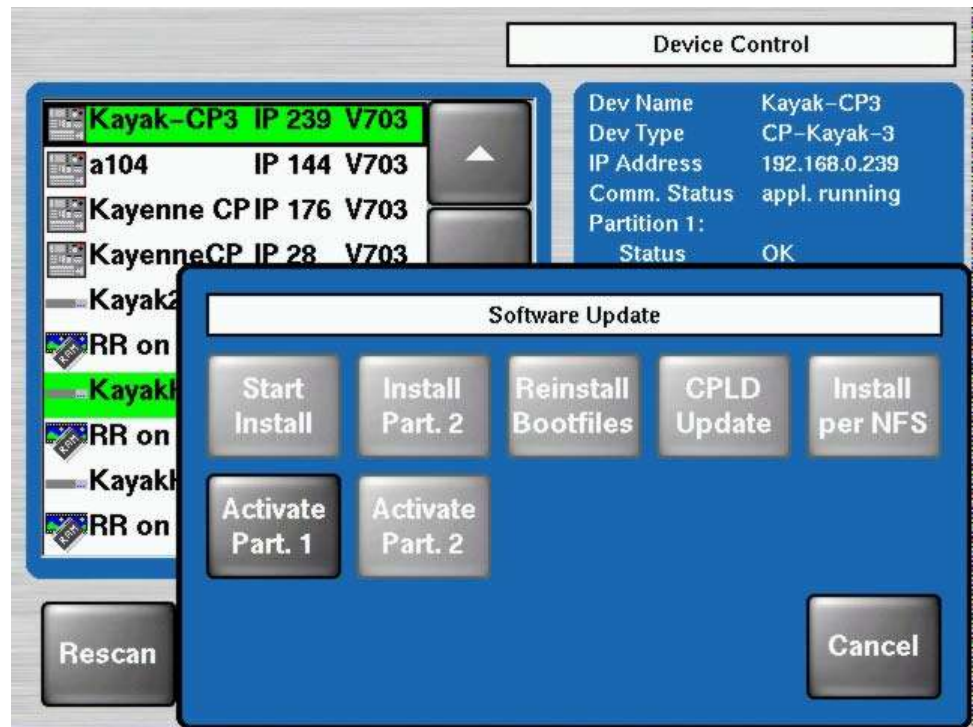 Device Control
Kayak-CP3 IP 239 V703
a104 IP 144 V703
Kayenne CP IP 176 V703
KayenneCP IP 28 V703
Kayak2
RR on
Kayak
RR on
Kayak
RR on
Dev Name Kayak-CP3
Dev Type CP-Kayak-3
IP Address 192.168.0.239
Comm. Status appl. running
Partition 1:
Status OK
Software Update
Start Install
Install Part. 2
Reinstall Bootfiles
CPLD Update
Install per NFS
Activate Part. 1
Activate Part. 2
Rescan
Cancel